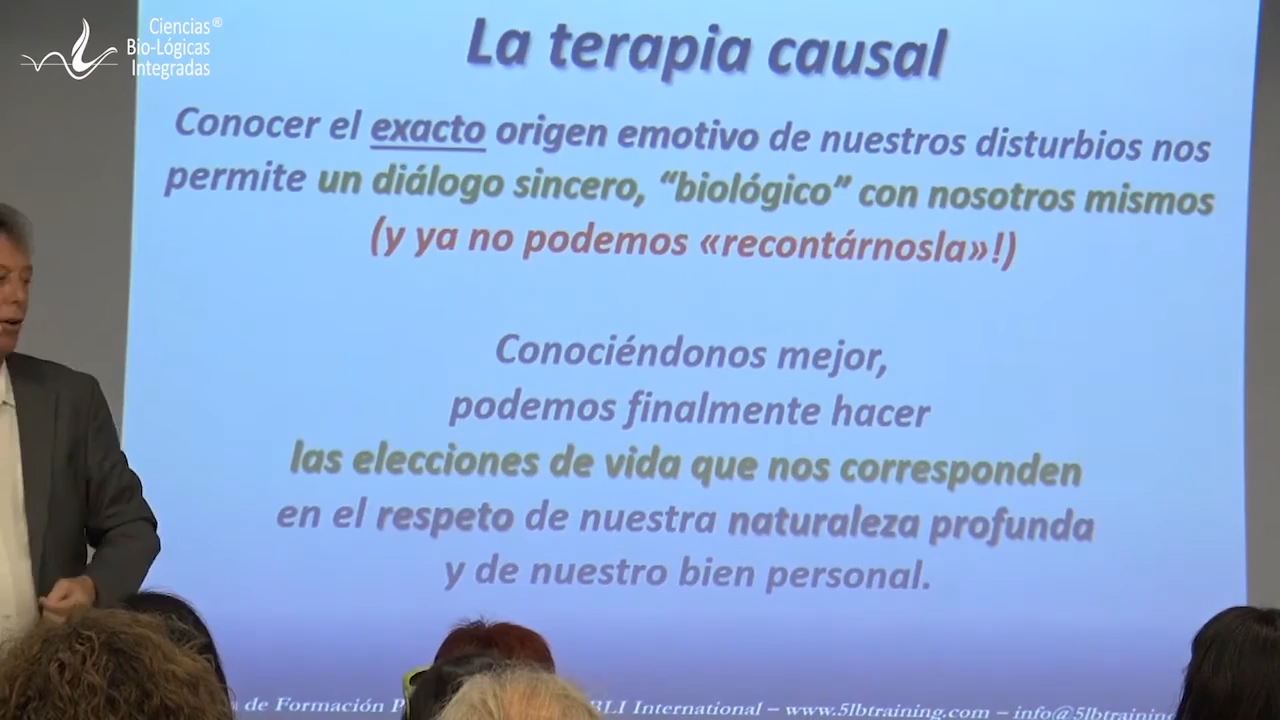 Ciencias®
Bio-Lógicas
Integradas
La terapia causal
Conocer el exacto origen emotivo de nuestros disturbios nos
permite un diálogo sincero, “biológico” con nosotros mismos
(y ya no podemos «recontárnosla»!)
Conociéndonos mejor,
podemos finalmente hacer
las elecciones de vida que nos corresponden
en el respeto de nuestra naturaleza profunda
y de nuestro bien personal.
de Formación BLI International – www.5lbtraining.com – info@5lbtraining